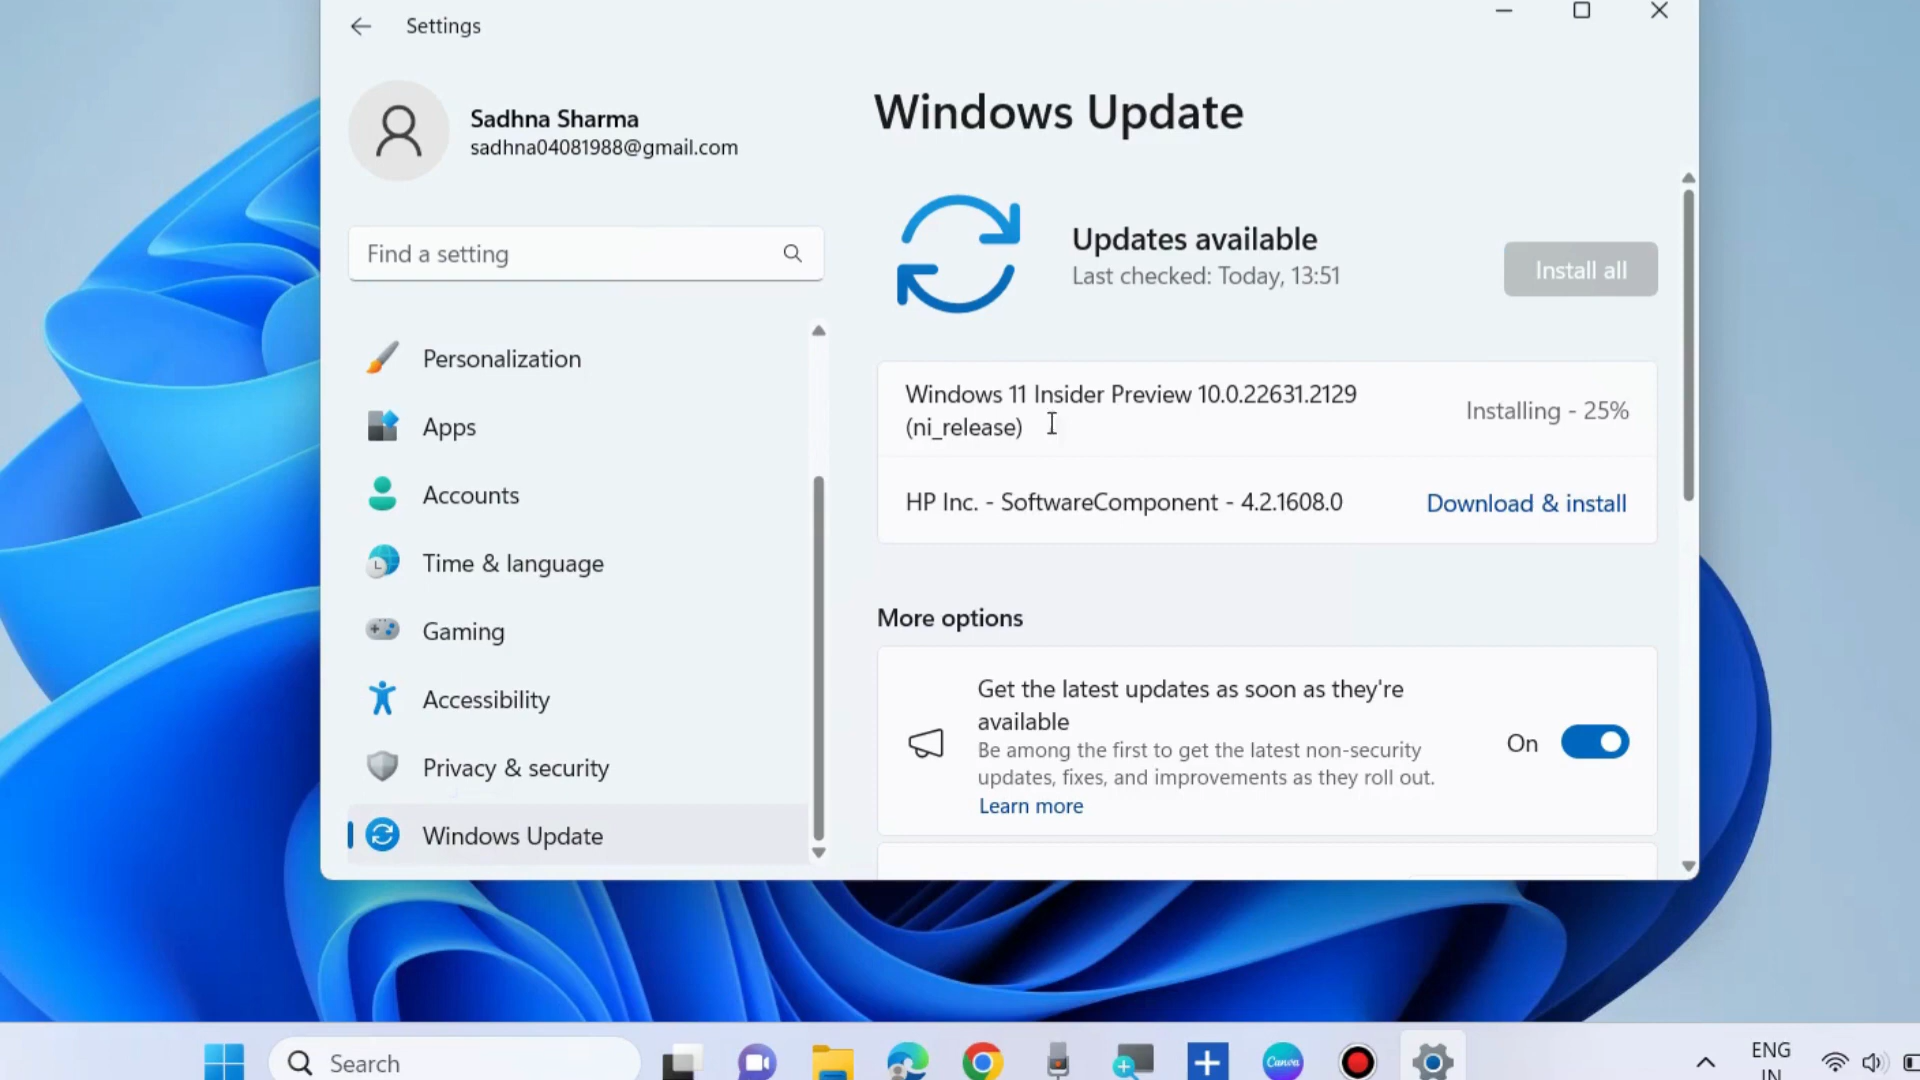 Settings
Sadhna Sharma
sadhna04081988@gmail.com
Find a setting
Personalization
Apps
Accounts
Time & language
Gaming
Accessibility
Privacy & security
Windows Update
Windows Update
Updates available
Last checked: Today, 13:51
Install all
Windows 11 Insider Preview 10.0.22631.2129
(ni_release)
Installing - 25%
HP Inc. - SoftwareComponent - 4.2.1608.0
Download & install
More options
Get the latest updates as soon as they're
available
Be among the first to get the latest non-security
updates, fixes, and improvements as they roll out.
Learn more
On
Search
Canva
ENG
IN